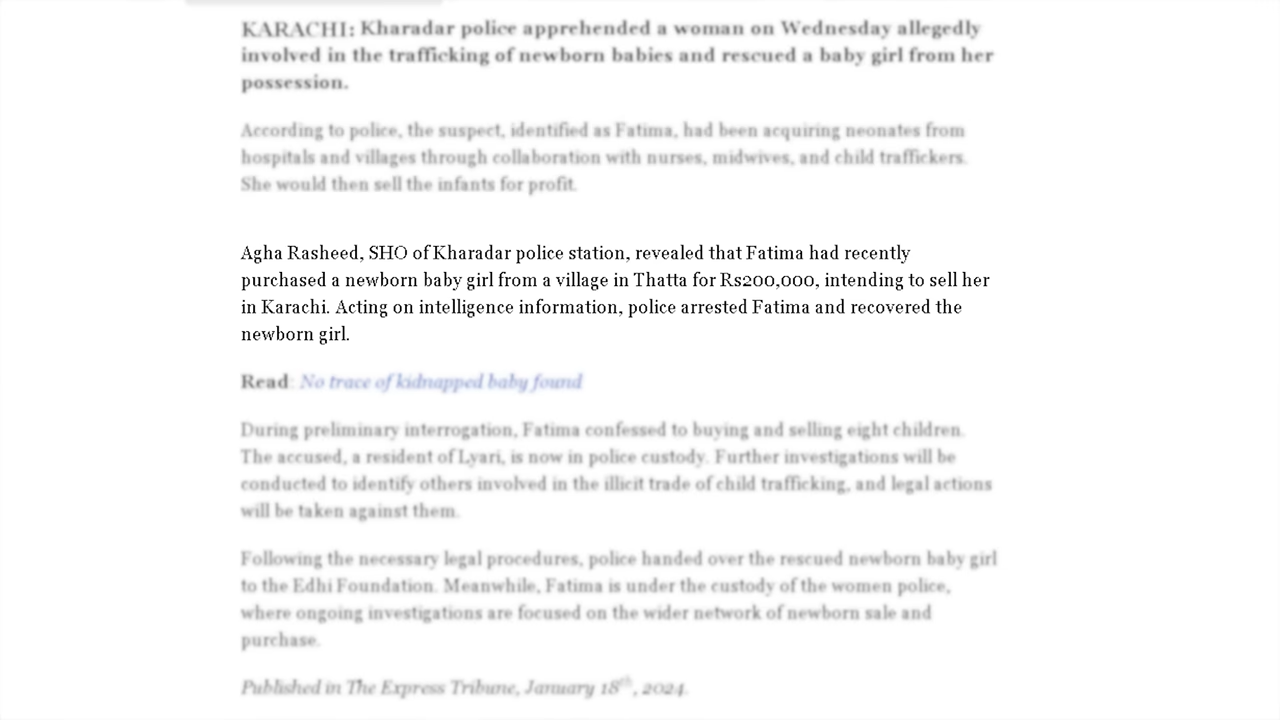 KARACHI: Kharadar police apprehended a woman on Wednesday allegedly
involved in the trafficking of newborn babies and rescued a baby girl from her
possession.
According to police, the suspect, identified as Fatima, had been acquiring neonates from
hospitals and villages through collaboration with nurses, midwives, and child traffickers.
She would then sell the infants for profit.
Agha Rasheed, SHO of Kharadar police station, revealed that Fatima had recently
purchased a newborn baby girl from a village in Thatta for Rs200,000, intending to sell her
in Karachi. Acting on intelligence information, police arrested Fatima and recovered the
newborn girl.
Read: No trace of kidnapped baby found
During preliminary interrogation, Fatima confessed to buying and selling eight children.
The accused, a resident of Lyari, is now in police custody. Further investigations will be
conducted to identify others involved in the illicit trade of child trafficking, and legal actions
will be taken against them.
Following the necessary legal procedures, police handed over the rescued newborn baby girl
to the Edhi Foundation. Meanwhile, Fatima is under the custody of the women police,
where ongoing investigations are focused on the wider network of newborn sale and
purchase.
Published in The Express Tribune, January 18th, 2024.